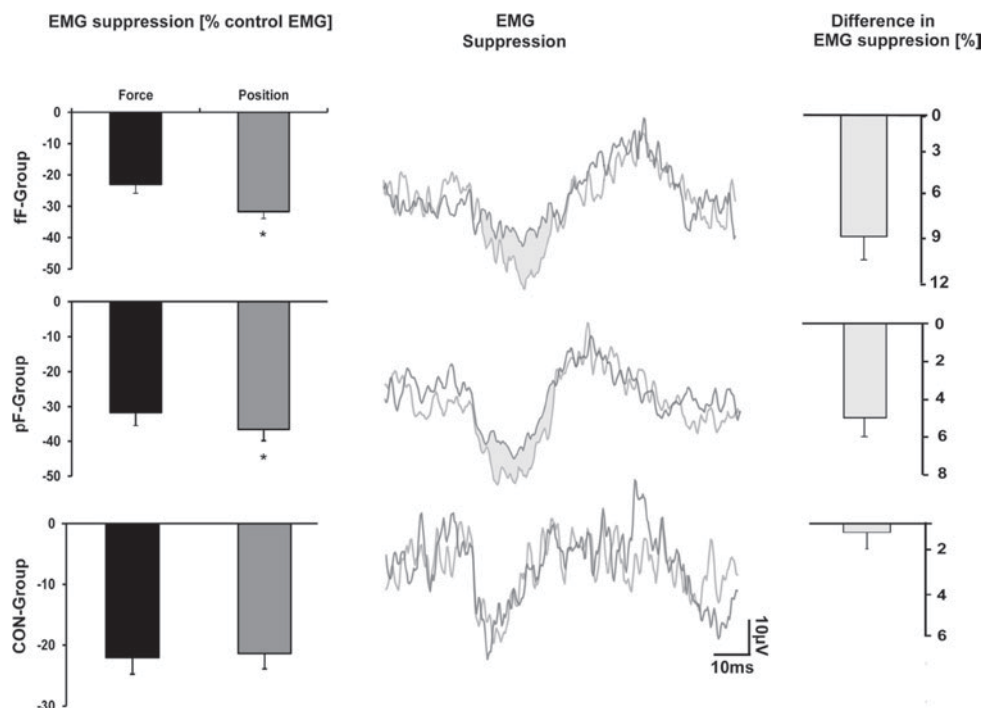 EMG suppression [% control EMG]
EMG
Suppression
Difference in
EMG suppresion [%]
Force
Position
fF-Group
0
-10
-20
-30
-40
-50
*
0
3
6
9
12
pF-Group
0
-10
-20
-30
-40
-50
*
0
2
4
6
8
CON-Group
0
-10
-20
-30
10µV
10ms
2
4
6